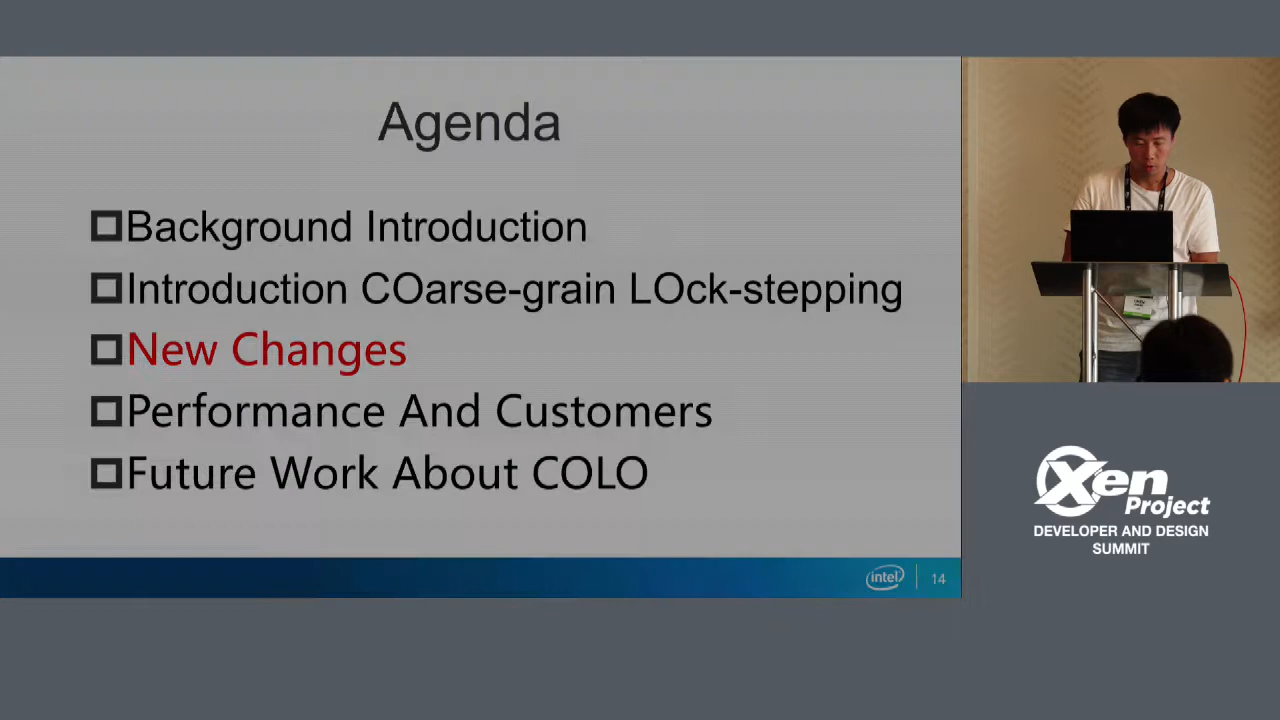 Agenda
Background Introduction
Introduction COarse-grain LOck-stepping
New Changes
Performance And Customers
Future Work About COLO
intel
14
Xen
Project
DEVELOPER AND DESIGN
SUMMIT